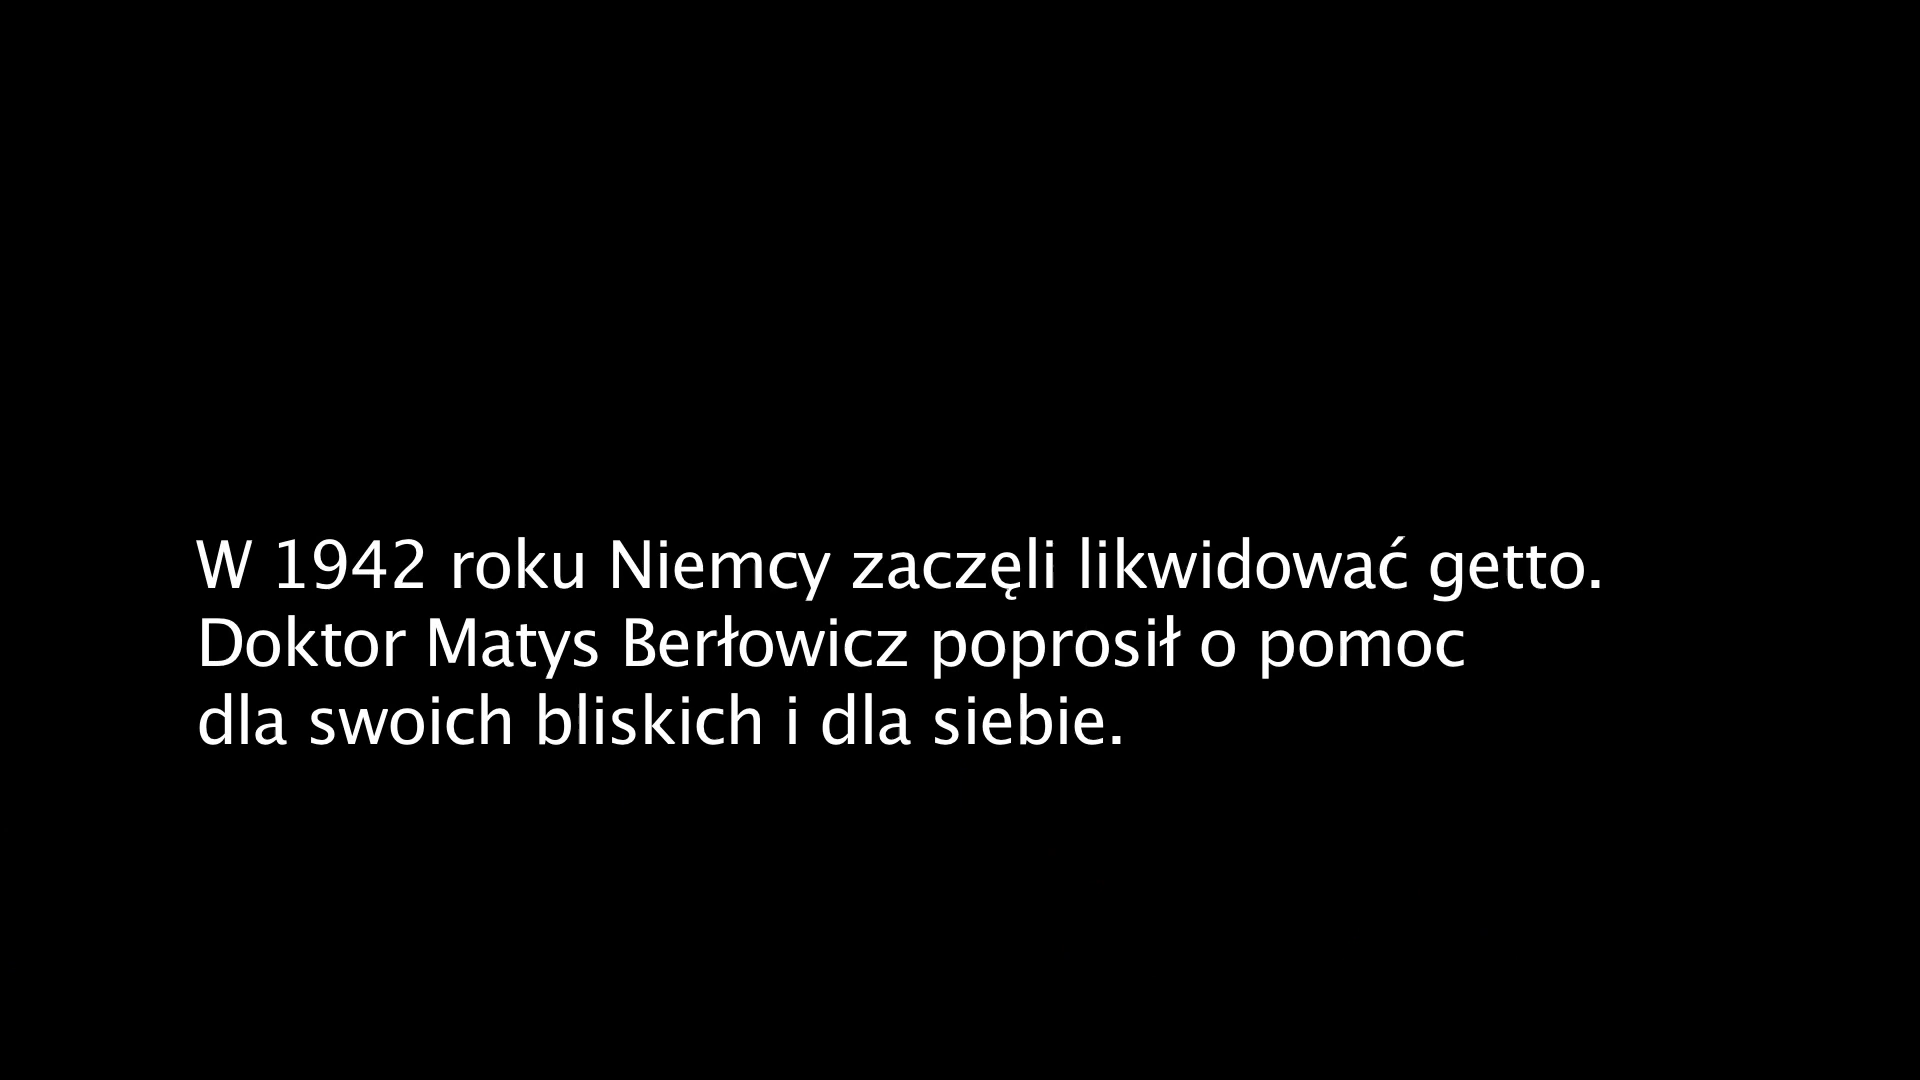 W 1942 roku Niemcy zaczęli likwidować getto.
Doktor Matys Berłowicz poprosił o pomoc
dla swoich bliskich i dla siebie.